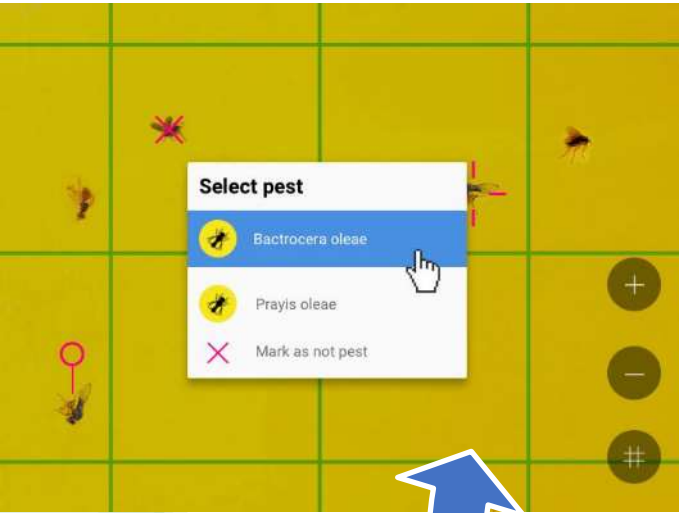 Select pest
Bactrocera oleae
Prayis oleae
Mark as not pest